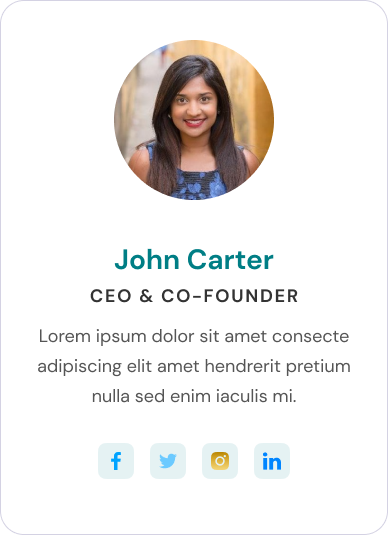 John Carter
CEO & CO-FOUNDER
Lorem ipsum dolor sit amet consecte
adipiscing elit amet hendrerit pretium
nulla sed enim iaculis mi.